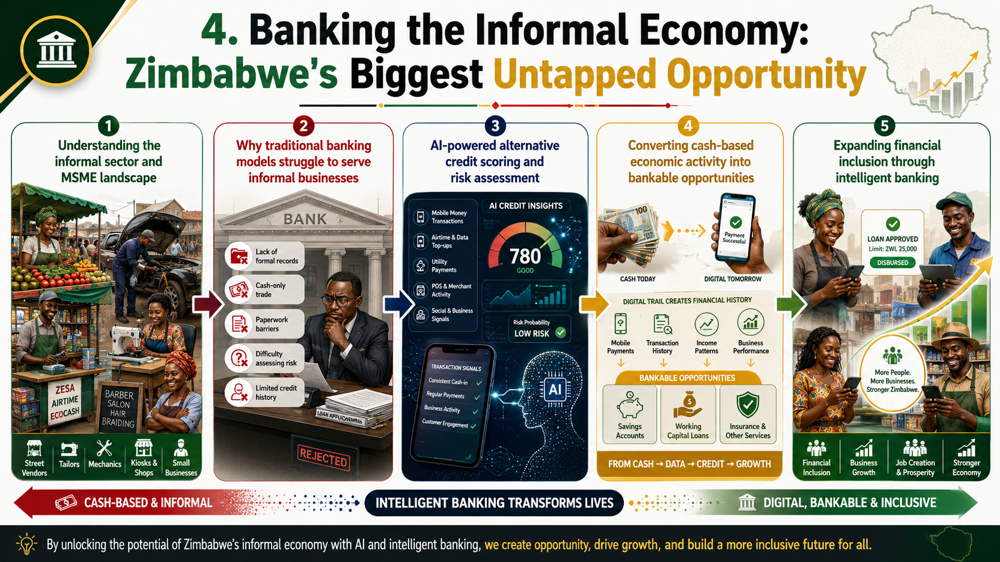 4. Banking the Informal Economy:
Zimbabwe's Biggest Untapped Opportunity
1
Understanding the
informal sector and
MSME landscape
ZESA
AIRTIME
ECOCASH
BARBER
SALON
HAIR
BRAIDING
Street
Vendors
Tailors
Mechanics
Kiosks &
Shops
Small
Businesses
2
Why traditional banking
models struggle to serve
informal businesses
BANK
Lack of
formal records
Cash-only
trade
Paperwork
barriers
Difficulty
assessing risk
Limited credit
history
REJECTED
3
AI-powered alternative
credit scoring and
risk assessment
Mobile Money
Transactions
Airtime & Data
Top-ups
Utility
Payments
POS & Merchant
Activity
Social & Business
Signals
AI CREDIT INSIGHTS
780
GOOD
Risk Probability
LOW RISK
TRANSACTION SIGNALS
Consistent Cash-in
Regular Payments
Business Activity
Customer Engagement
AI
4
Converting cash-based
economic activity into
bankable opportunities
100
Payment
Successful
CASH TODAY
DIGITAL TOMORROW
DIGITAL TRAIL CREATES FINANCIAL HISTORY
Mobile
Payments
Transaction
History
Income
Patterns
Business
Performance
BANKABLE OPPORTUNITIES
Savings
Accounts
Working
Capital Loans
Insurance &
Other Services
FROM CASH → DATA → CREDIT → GROWTH
5
Expanding financial
inclusion through
intelligent banking
LOAN APPROVED
Limit: ZWL 25,000
DISBURSED
More People.
More Businesses.
Stronger Zimbabwe.
Financial
Inclusion
Business
Growth
Job Creation
& Prosperity
Stronger
Economy
CASH-BASED & INFORMAL
INTELLIGENT BANKING TRANSFORMS LIVES
DIGITAL, BANKABLE & INCLUSIVE
By unlocking the potential of Zimbabwe's informal economy with AI and intelligent banking, we create opportunity, drive growth, and build a more inclusive future for all.